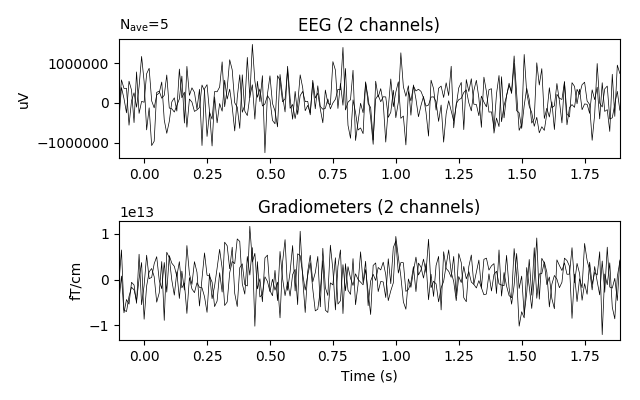 N_ave=5
EEG (2 channels)
1000000
0
−1000000
uV
0.00 0.25 0.50 0.75 1.00 1.25 1.50 1.75
1e13
Gradiometers (2 channels)
1
0
−1
fT/cm
0.00 0.25 0.50 0.75 1.00 1.25 1.50 1.75
Time (s)